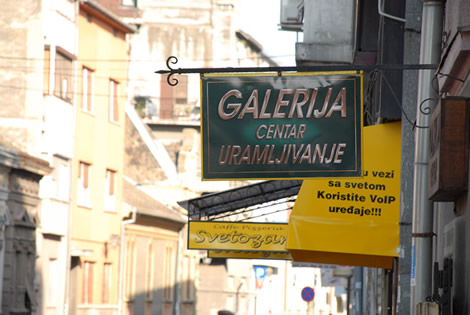 GALERIJA
CENTAR
URAMLJIVANJE
u vezi
sa svetom
Koristite VoIP
uređaje!!!
Caffe Pizzeria
Svetozar